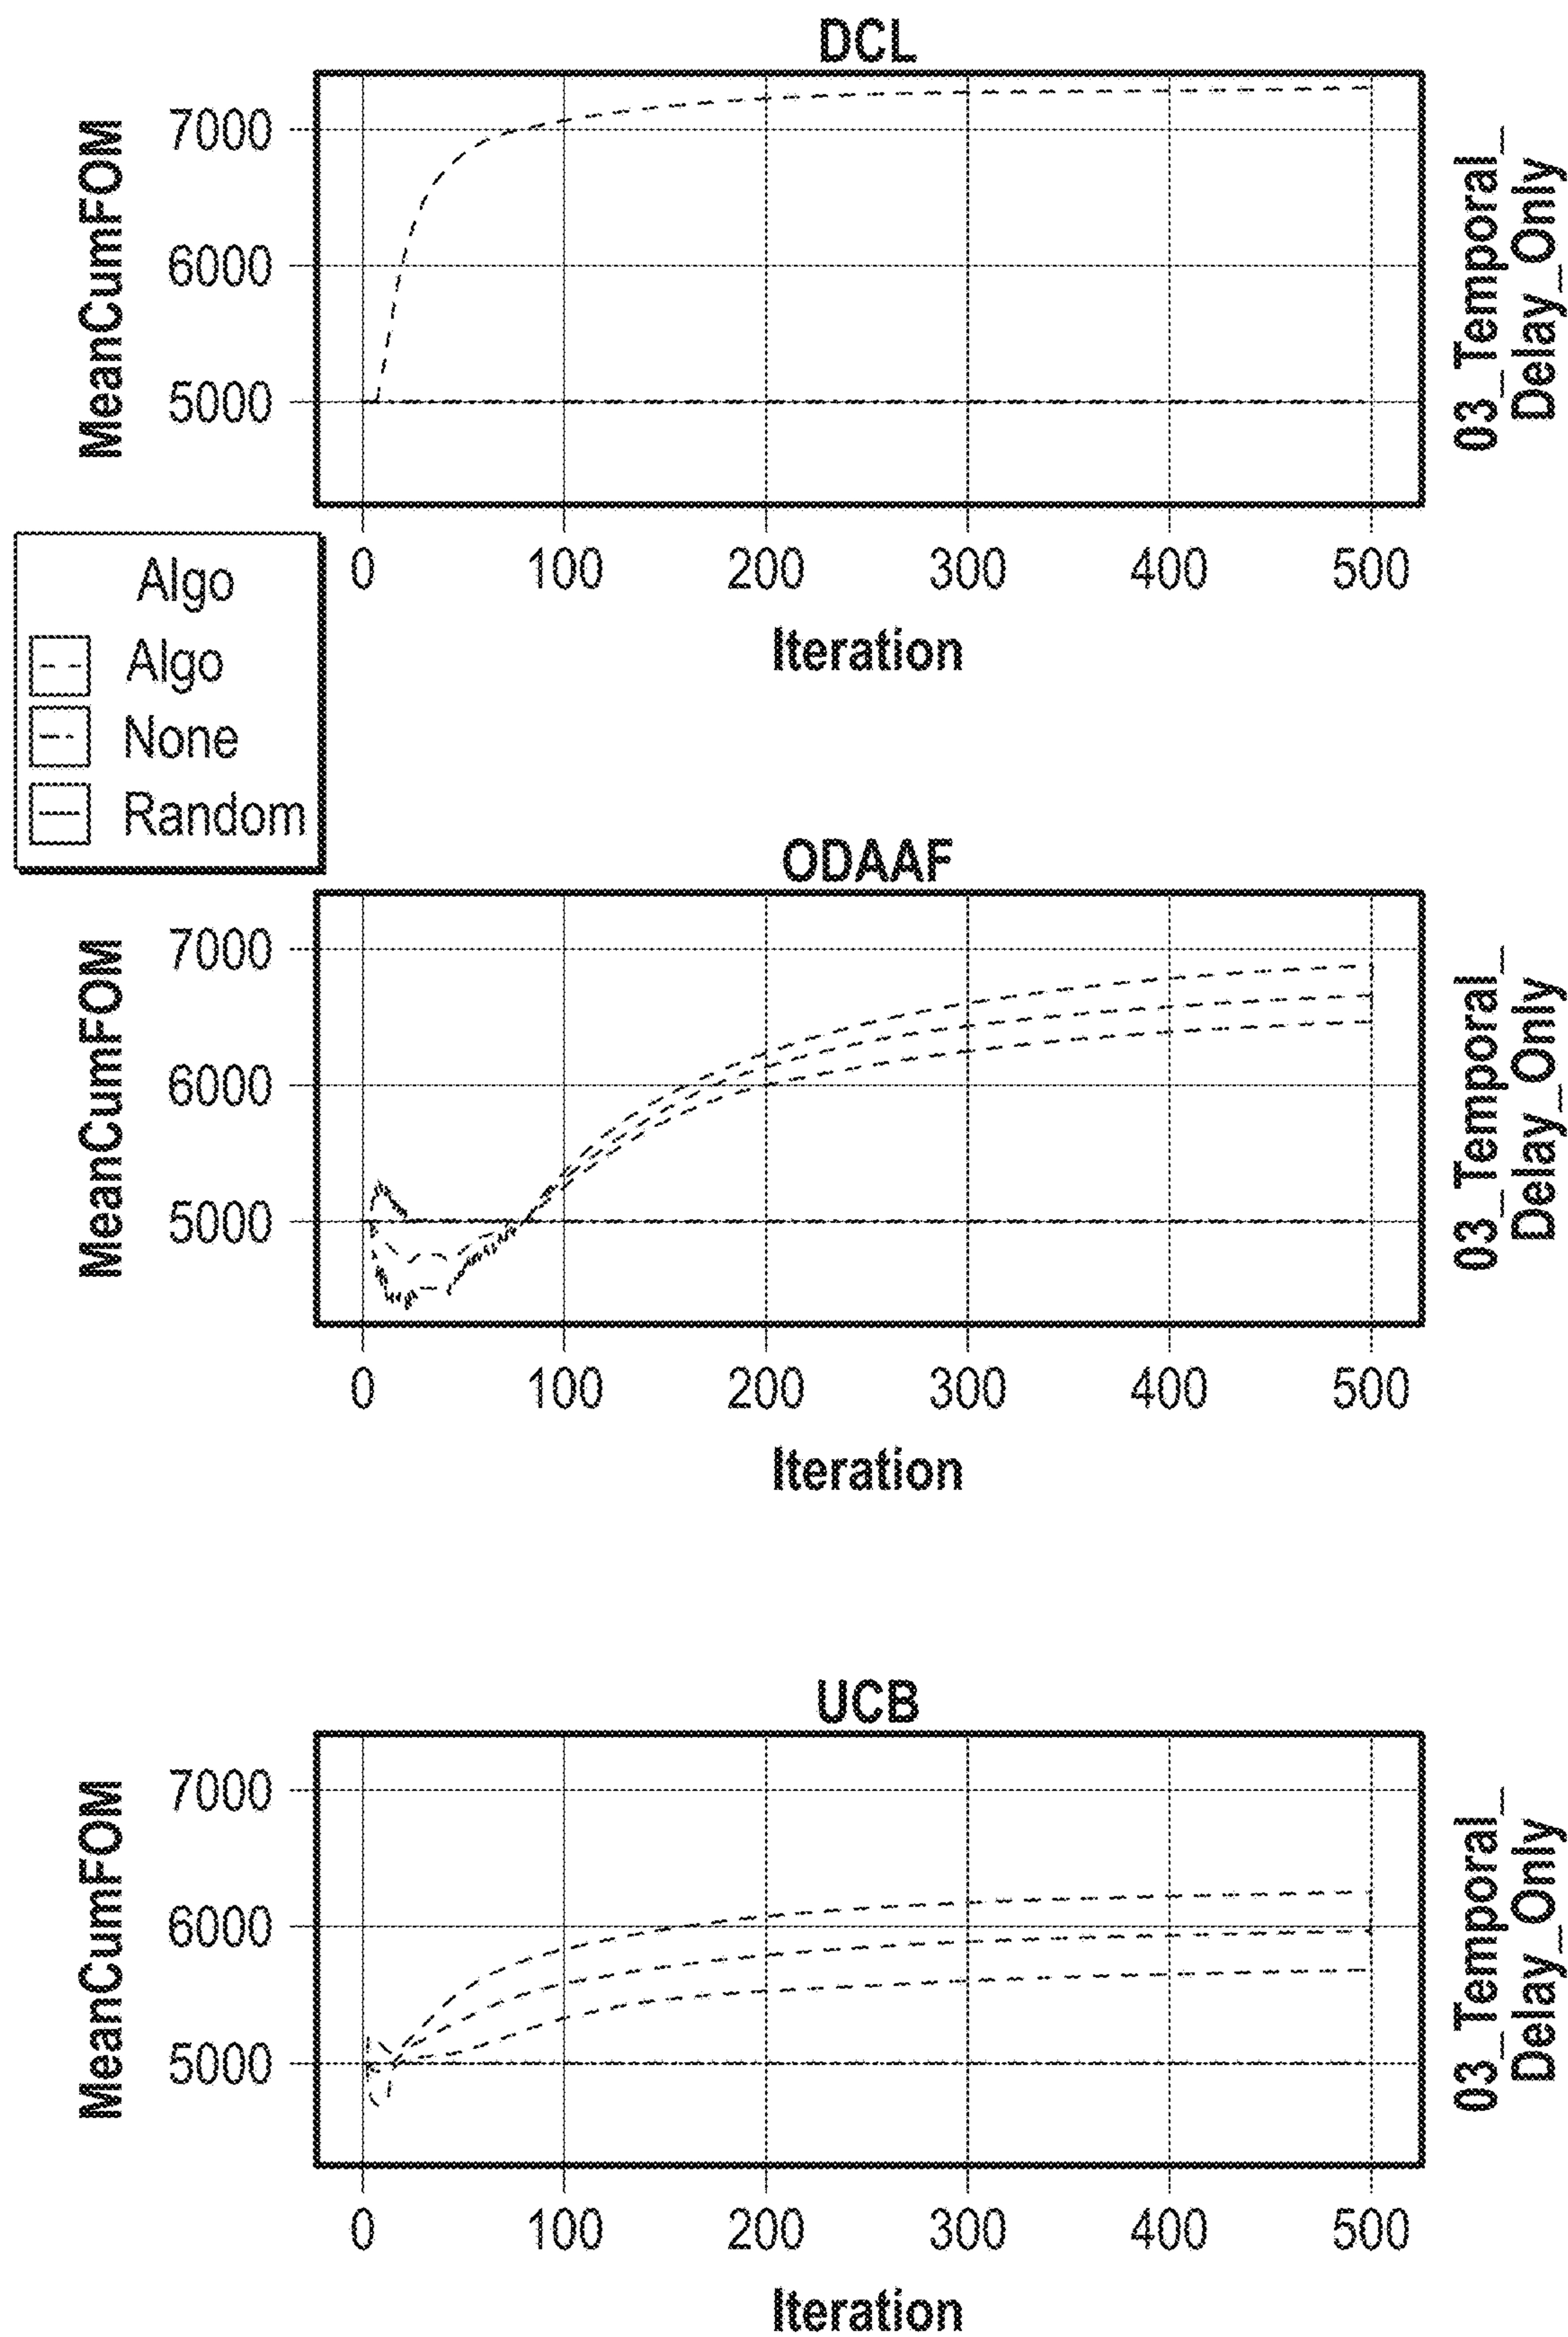 DCL
MeanCumFOM
7000
6000
5000
03_Temporal_
Delay_Only
0 100 200 300 400 500
Iteration
Algo
Algo
None
Random
ODAAF
MeanCumFOM
7000
6000
5000
03_Temporal_
Delay_Only
0 100 200 300 400 500
Iteration
UCB
MeanCumFOM
7000
6000
5000
03_Temporal_
Delay_Only
0 100 200 300 400 500
Iteration